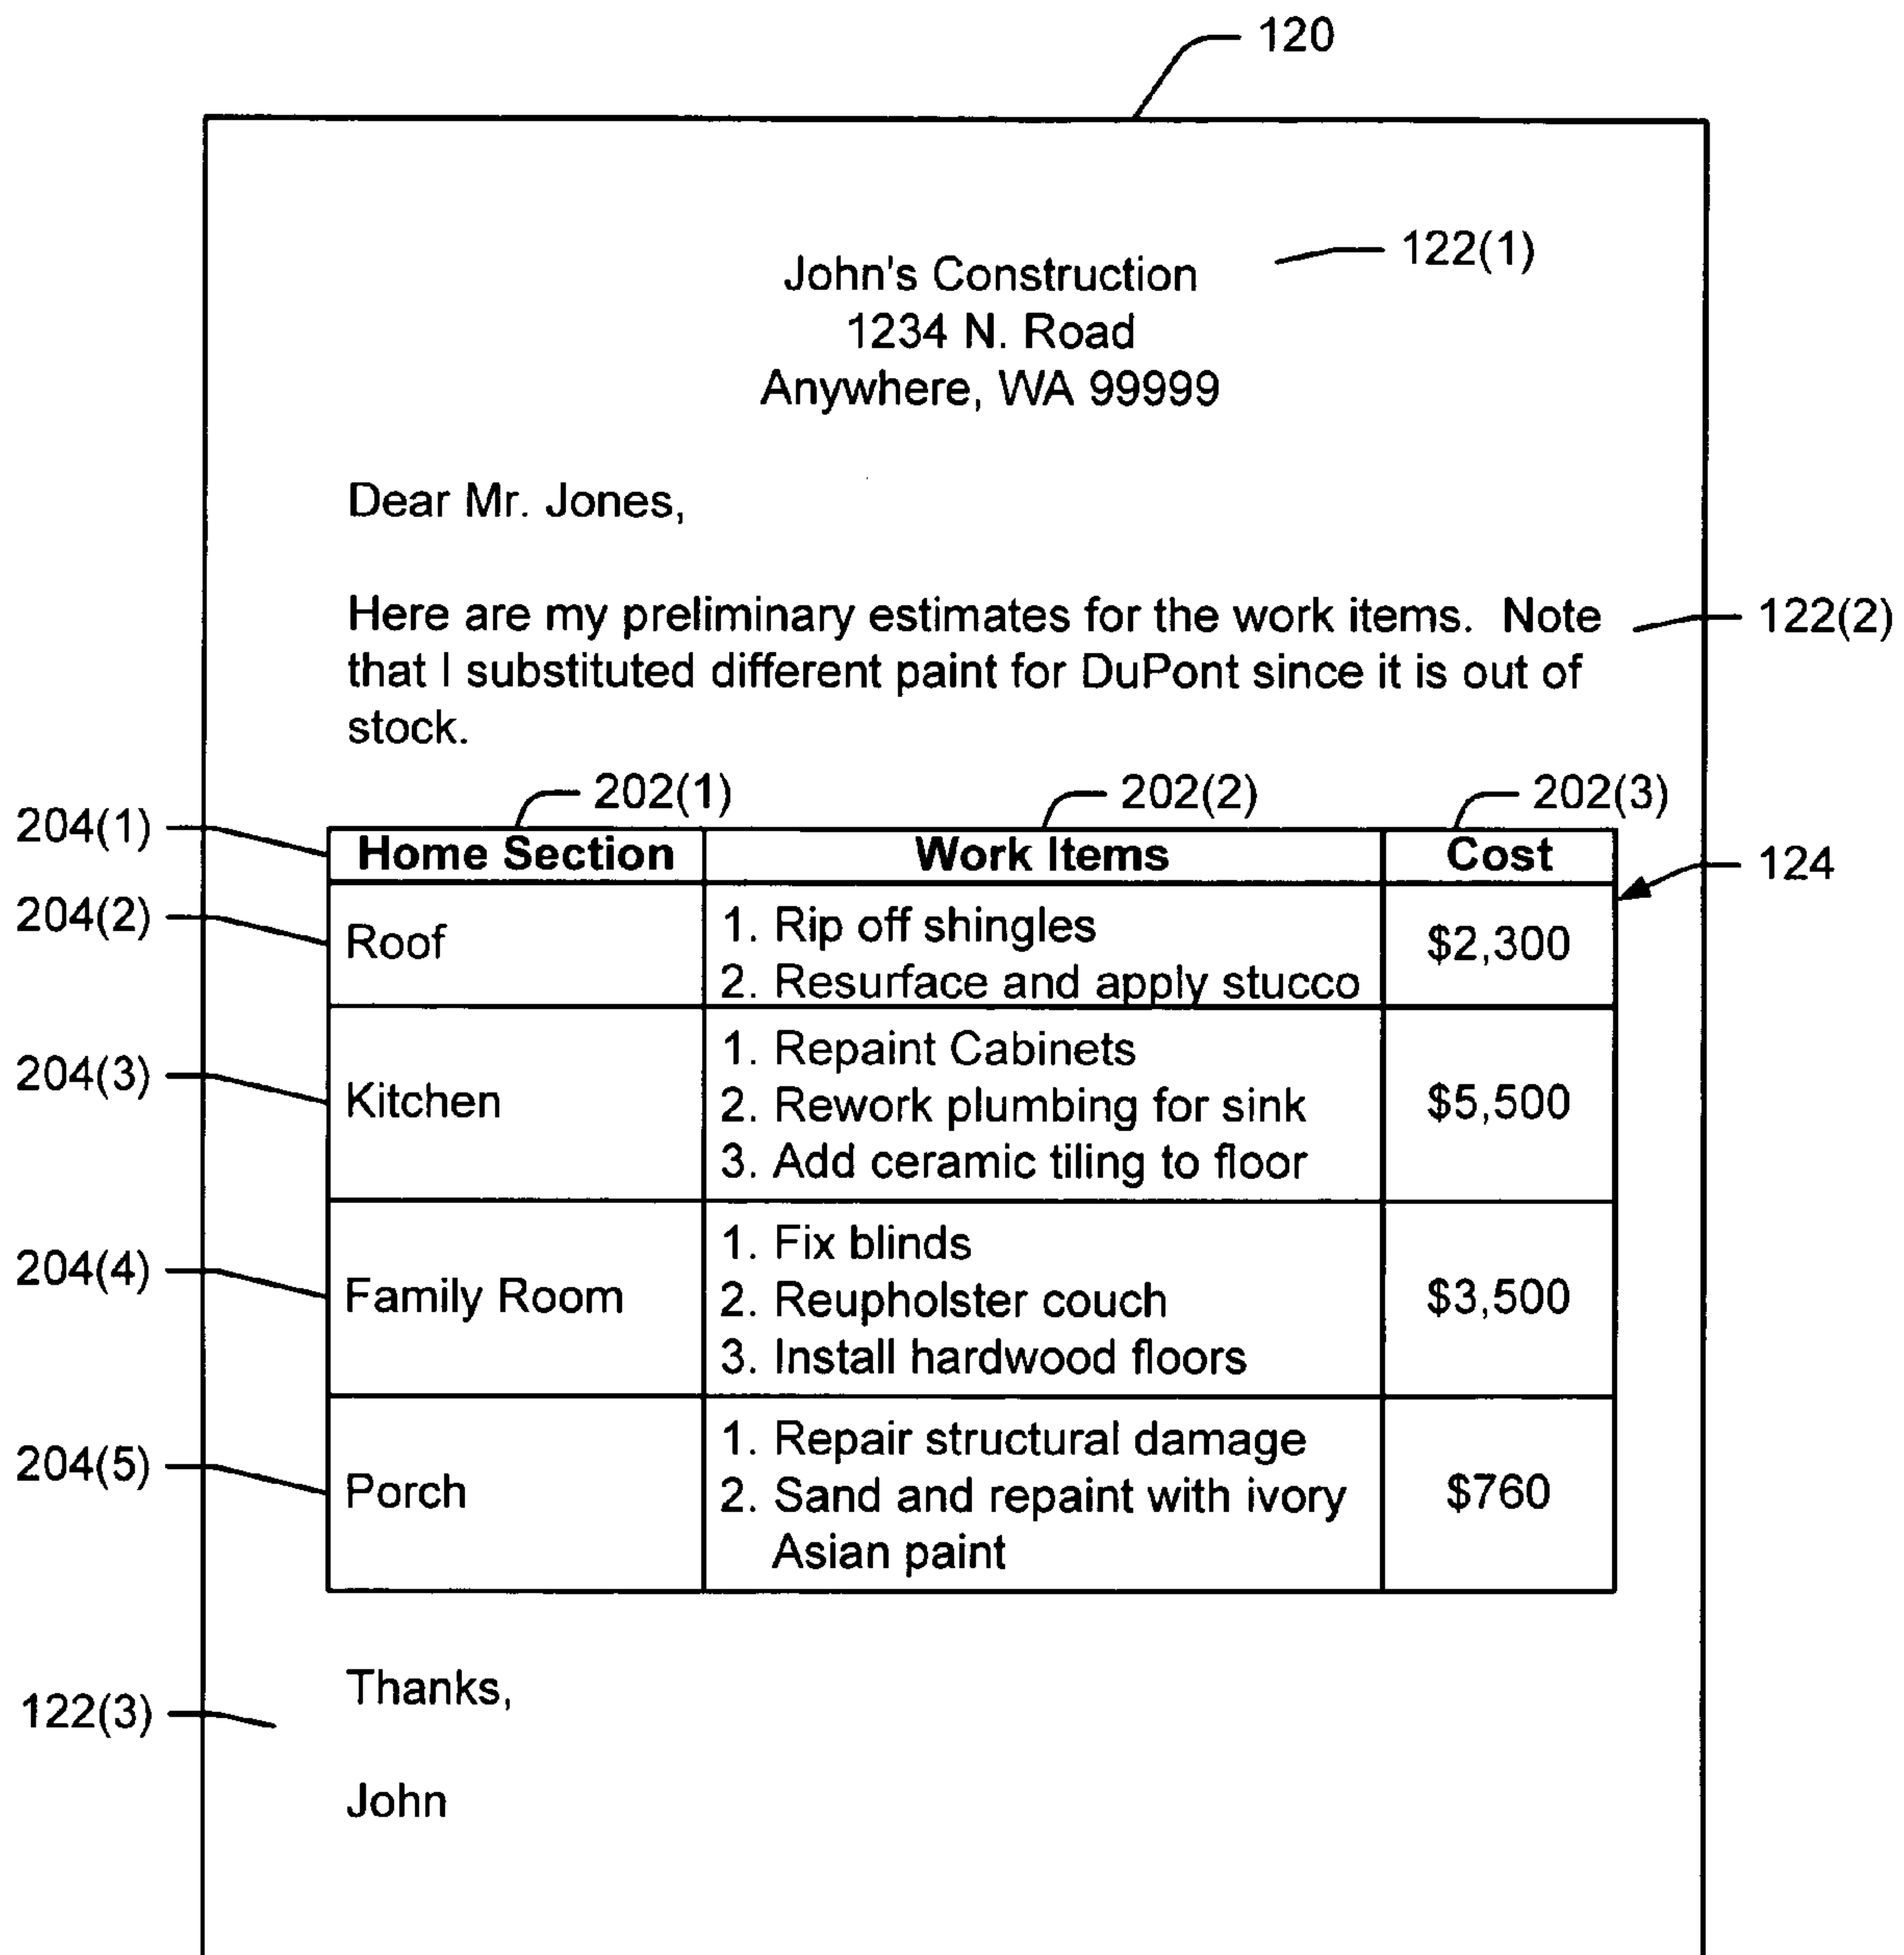 120
John's Construction
122(1)
1234 N. Road
Anywhere, WA 99999
Dear Mr. Jones,
Here are my preliminary estimates for the work items.  Note
122(2)
that I substituted different paint for DuPont since it is out of
stock.
202(1)
202(2)
202(3)
204(1)
Home Section
Work Items
Cost
124
204(2)
Roof
1. Rip off shingles
2. Resurface and apply stucco
$2,300
204(3)
Kitchen
1. Repaint Cabinets
2. Rework plumbing for sink
3. Add ceramic tiling to floor
$5,500
204(4)
Family Room
1. Fix blinds
2. Reupholster couch
3. Install hardwood floors
$3,500
204(5)
Porch
1. Repair structural damage
2. Sand and repaint with ivory
Asian paint
$760
Thanks,
122(3)
John